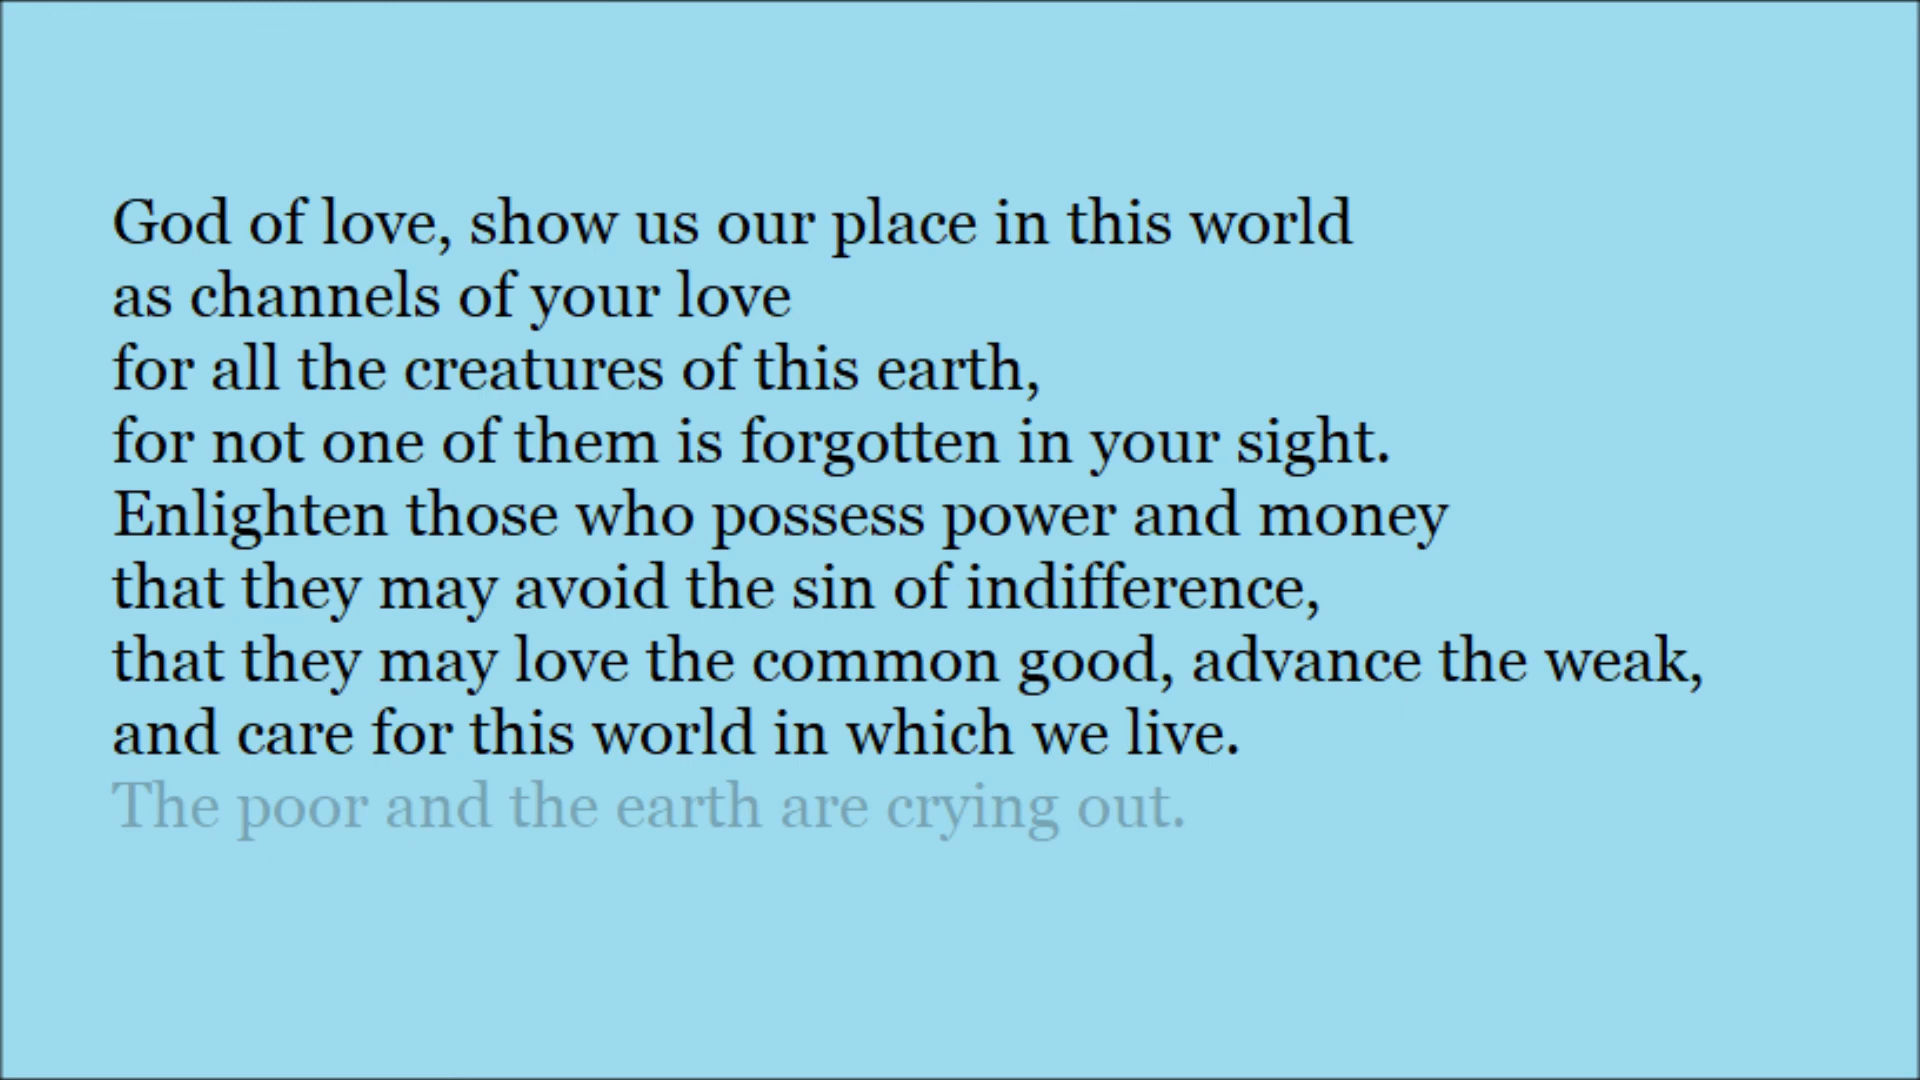 God of love, show us our place in this world
as channels of your love
for all the creatures of this earth,
for not one of them is forgotten in your sight.
Enlighten those who possess power and money
that they may avoid the sin of indifference,
that they may love the common good, advance the weak,
and care for this world in which we live.
The poor and the earth are crying out.